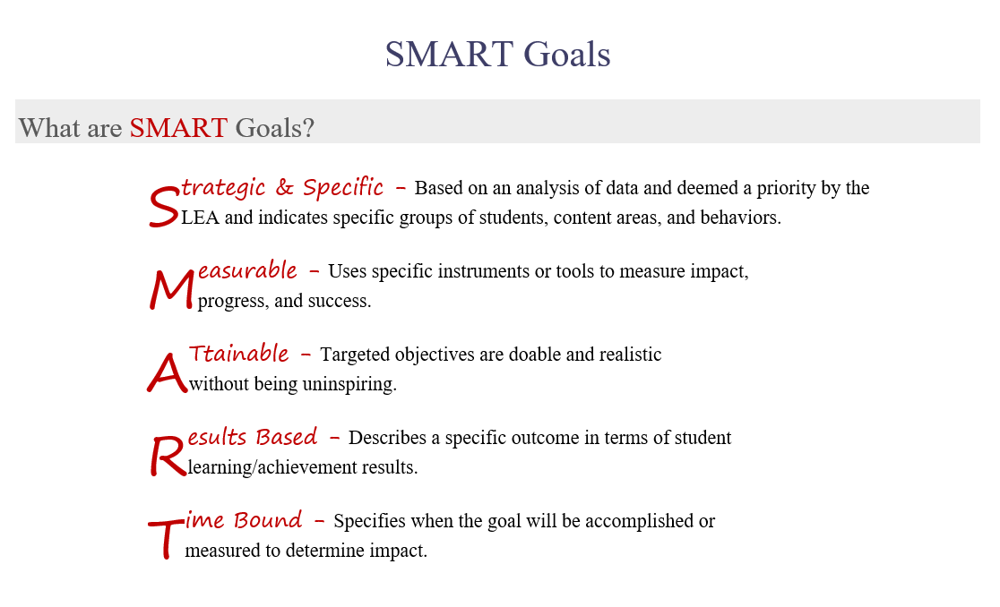 SMART Goals
What are SMART Goals?
Strategic & Specific - Based on an analysis of data and deemed a priority by the
LEA and indicates specific groups of students, content areas, and behaviors.
Measurable - Uses specific instruments or tools to measure impact,
progress, and success.
ATtainable - Targeted objectives are doable and realistic
without being uninspiring.
Results Based - Describes a specific outcome in terms of student
learning/achievement results.
Time Bound - Specifies when the goal will be accomplished or
measured to determine impact.